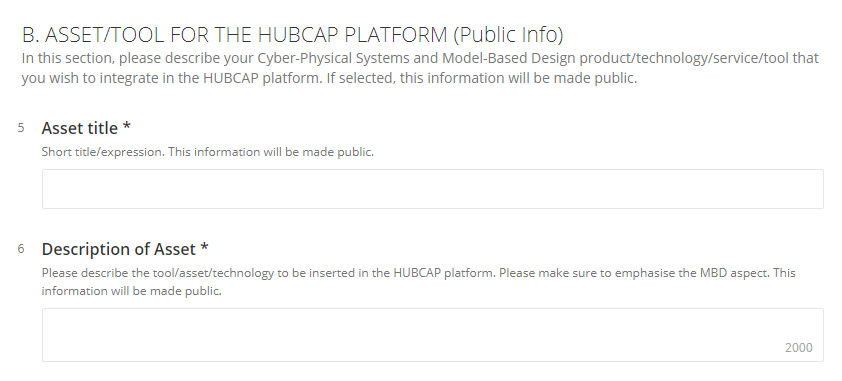 B. ASSET/TOOL FOR THE HUBCAP PLATFORM (Public Info)
In this section, please describe your Cyber-Physical Systems and Model-Based Design product/technology/service/tool that
you wish to integrate in the HUBCAP platform. If selected, this information will be made public.
5 Asset title *
Short title/expression. This information will be made public.
6 Description of Asset *
Please describe the tool/asset/technology to be inserted in the HUBCAP platform. Please make sure to emphasise the MBD aspect. This
information will be made public.
2000